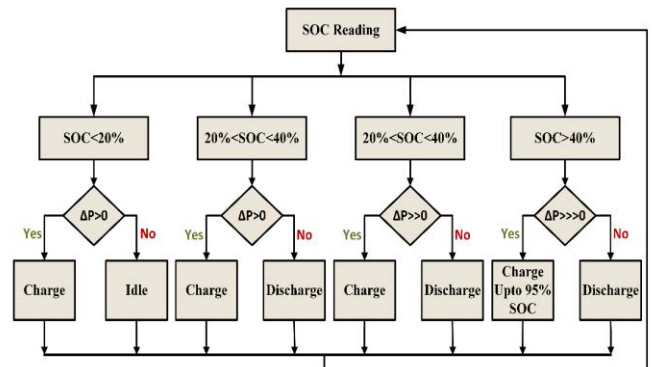 SOC Reading
SOC<20%
20%<SOC<40%
20%<SOC<40%
SOC>40%
ΔP>0
ΔP>0
ΔP>>0
ΔP>>>0
Yes
No
Yes
No
Yes
No
Yes
No
Charge
Idle
Charge
Discharge
Charge
Discharge
Charge
Upto 95%
SOC
Discharge